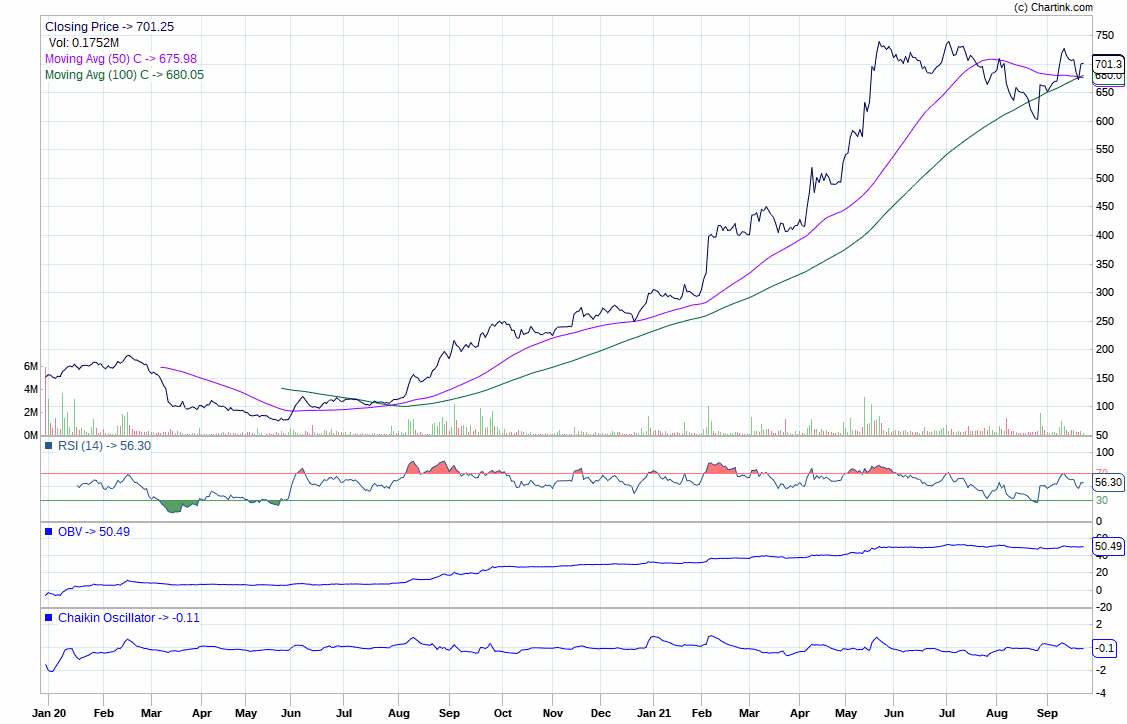 (c) Chartink.com
Closing Price -> 701.25
Vol: 0.1752M
Moving Avg (50) C -> 675.98
Moving Avg (100) C -> 680.05
750
701.3
680.0
650
600
550
500
450
400
350
300
250
200
150
100
50
6M
4M
2M
0M
RSI (14) -> 56.30
100
70
56.30
30
0
OBV -> 50.49
60
50.49
40
20
0
-20
Chaikin Oscillator -> -0.11
2
-0.1
-2
-4
Jan 20 Feb Mar Apr May Jun Jul Aug Sep Oct Nov Dec Jan 21 Feb Mar Apr May Jun Jul Aug Sep